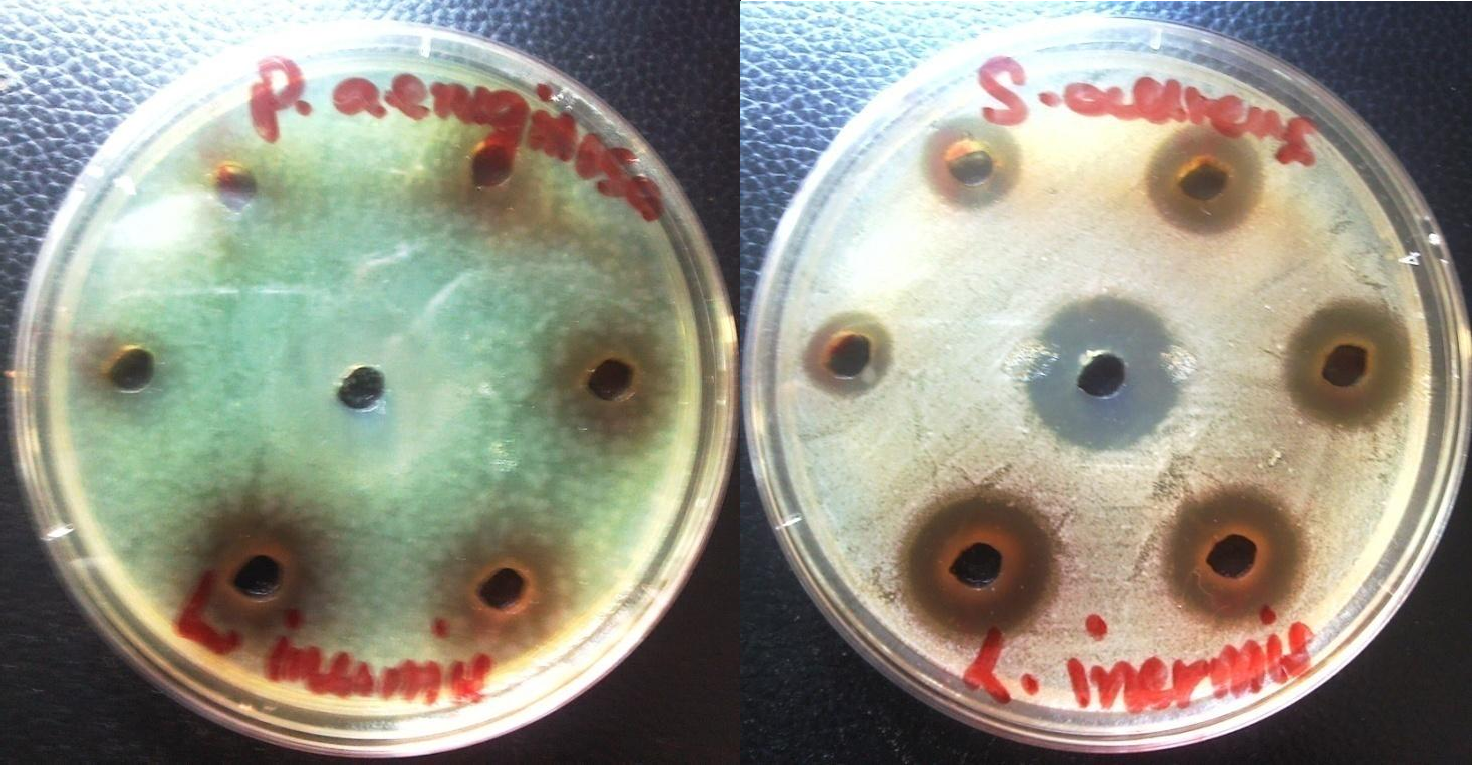 P. aeruginosa
L. inermis
S. aureus
L. inermis